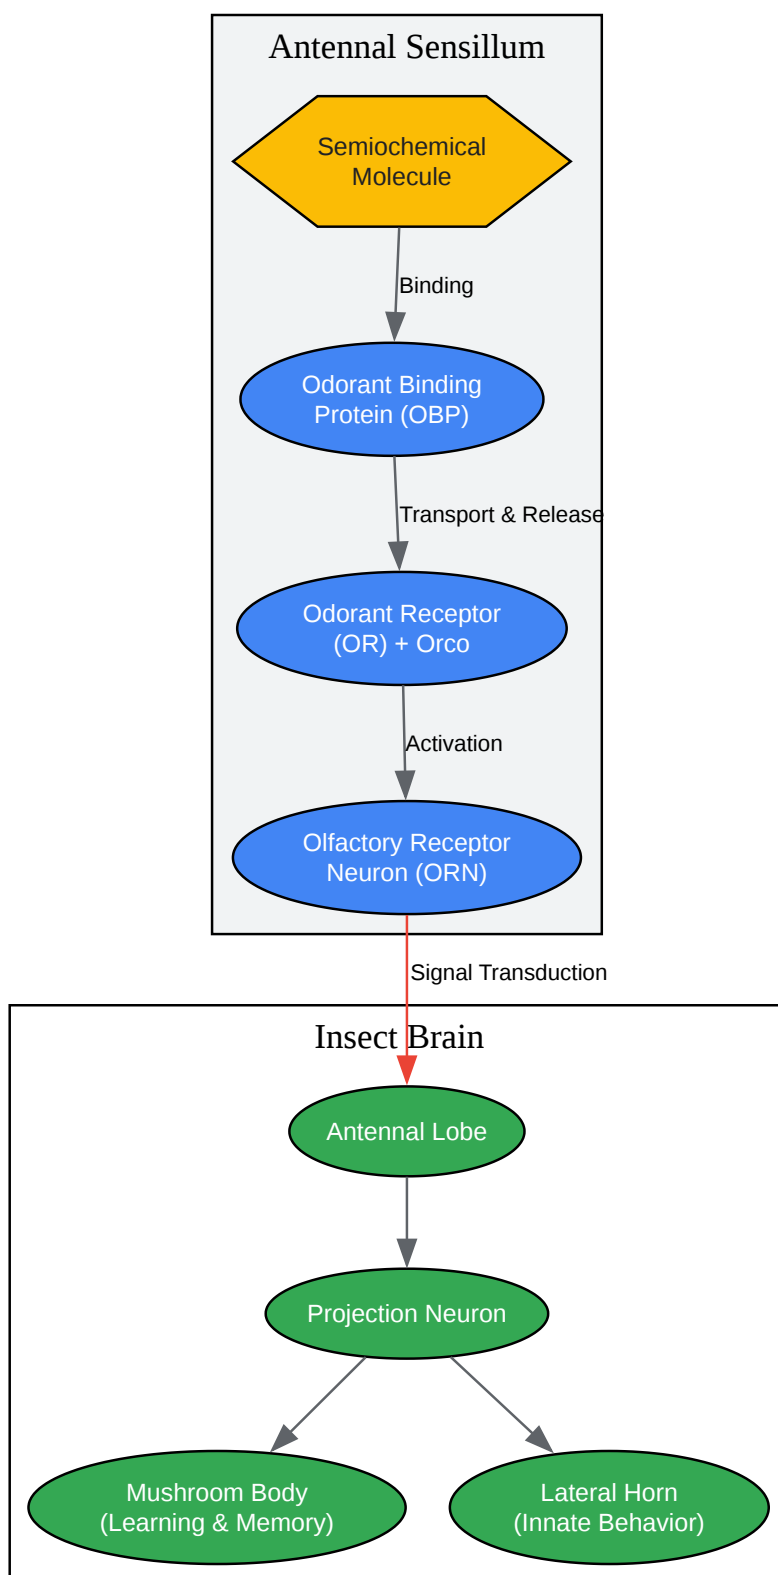 Antennal Sensillum
Semiochemical
Molecule
Binding
Odorant Binding
Protein (OBP)
Transport & Release
Odorant Receptor
(OR) + Orco
Activation
Olfactory Receptor
Neuron (ORN)
Signal Transduction
Insect Brain
Antennal Lobe
Projection Neuron
Mushroom Body
(Learning & Memory)
Lateral Horn
(Innate Behavior)